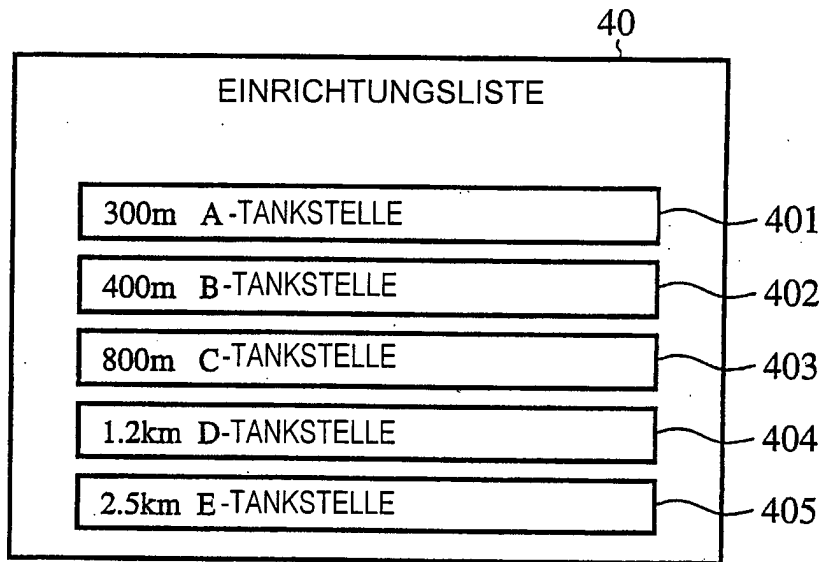 40
EINRICHTUNGSLISTE
300m A-TANKSTELLE 401
400m B-TANKSTELLE 402
800m C-TANKSTELLE 403
1.2km D-TANKSTELLE 404
2.5km E-TANKSTELLE 405